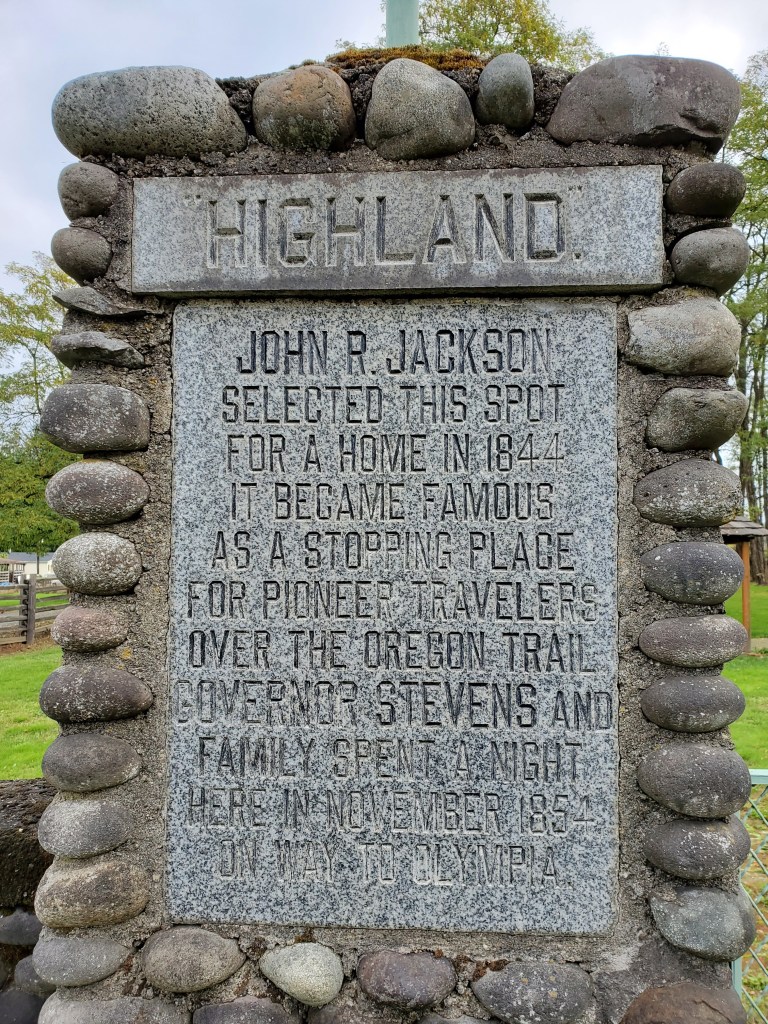 "HIGHLAND."
JOHN R. JACKSON
SELECTED THIS SPOT
FOR A HOME IN 1844
IT BECAME FAMOUS
AS A STOPPING PLACE
FOR PIONEER TRAVELERS
OVER THE OREGON TRAIL
GOVERNOR STEVENS AND
FAMILY SPENT A NIGHT
HERE IN NOVEMBER 1854
ON WAY TO OLYMPIA.